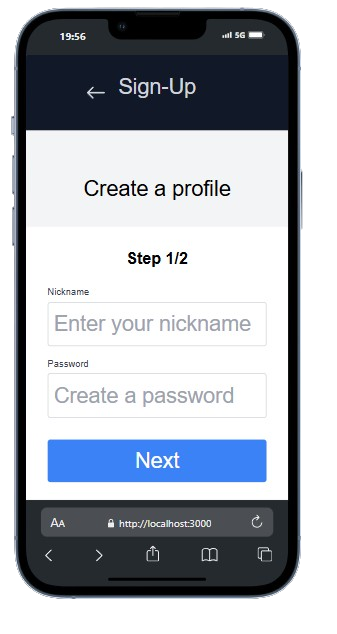 19:56
5G
← Sign-Up
Create a profile
Step 1/2
Nickname
Enter your nickname
Password
Create a password
Next
AA http://localhost:3000